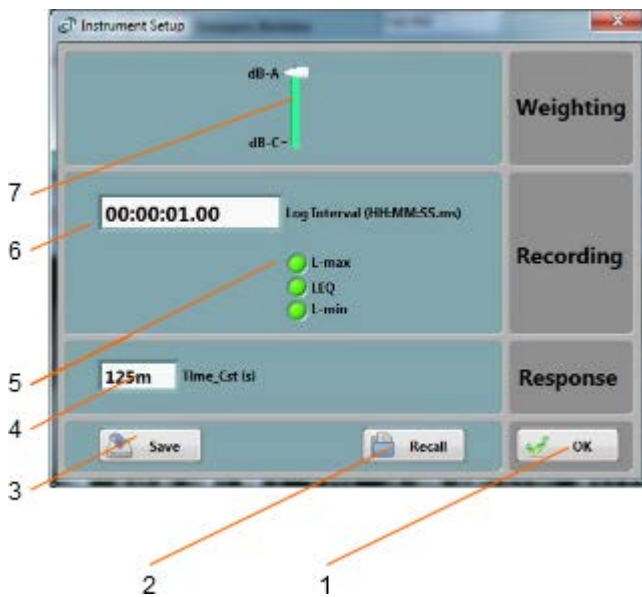 Instrument Setup
dB-A
dB-C
Weighting
7
00:00:01.00 Log Interval (HH:MM:SS.ms)
6
L-max
Recording
LEQ
L-min
5
125m Time_Cst (s)
Response
4
Save
Recall
OK
3
2
1